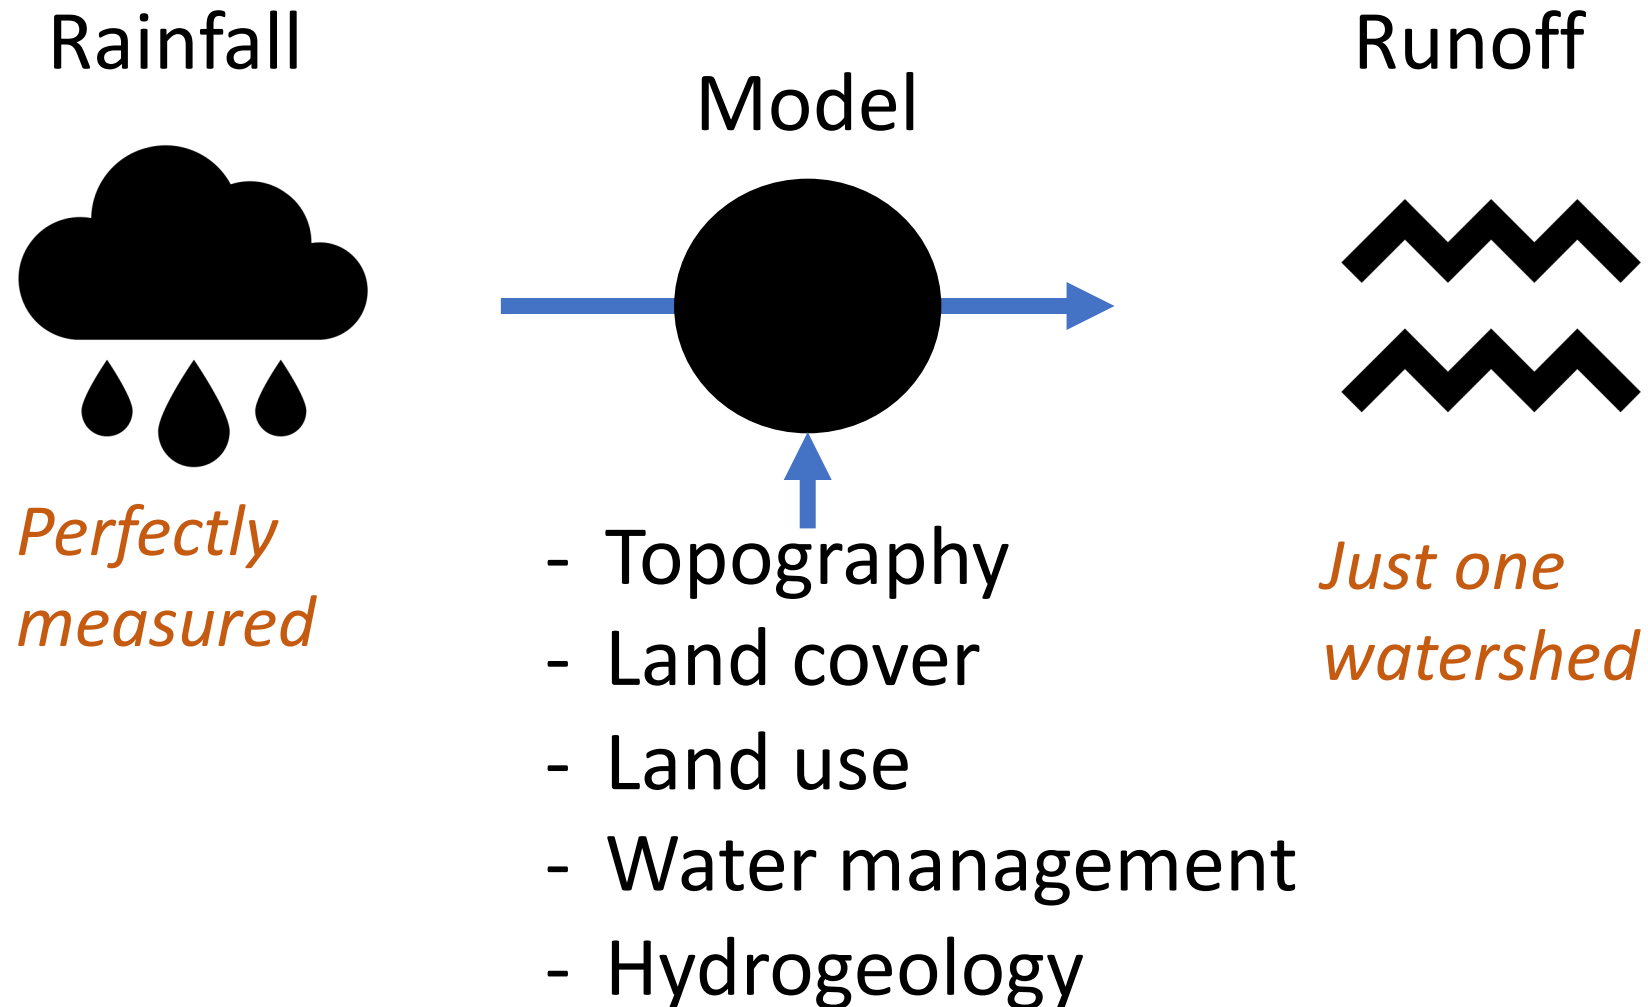 Rainfall
Model
Runoff
Perfectly
measured
- Topography
- Land cover
- Land use
- Water management
- Hydrogeology
Just one
watershed